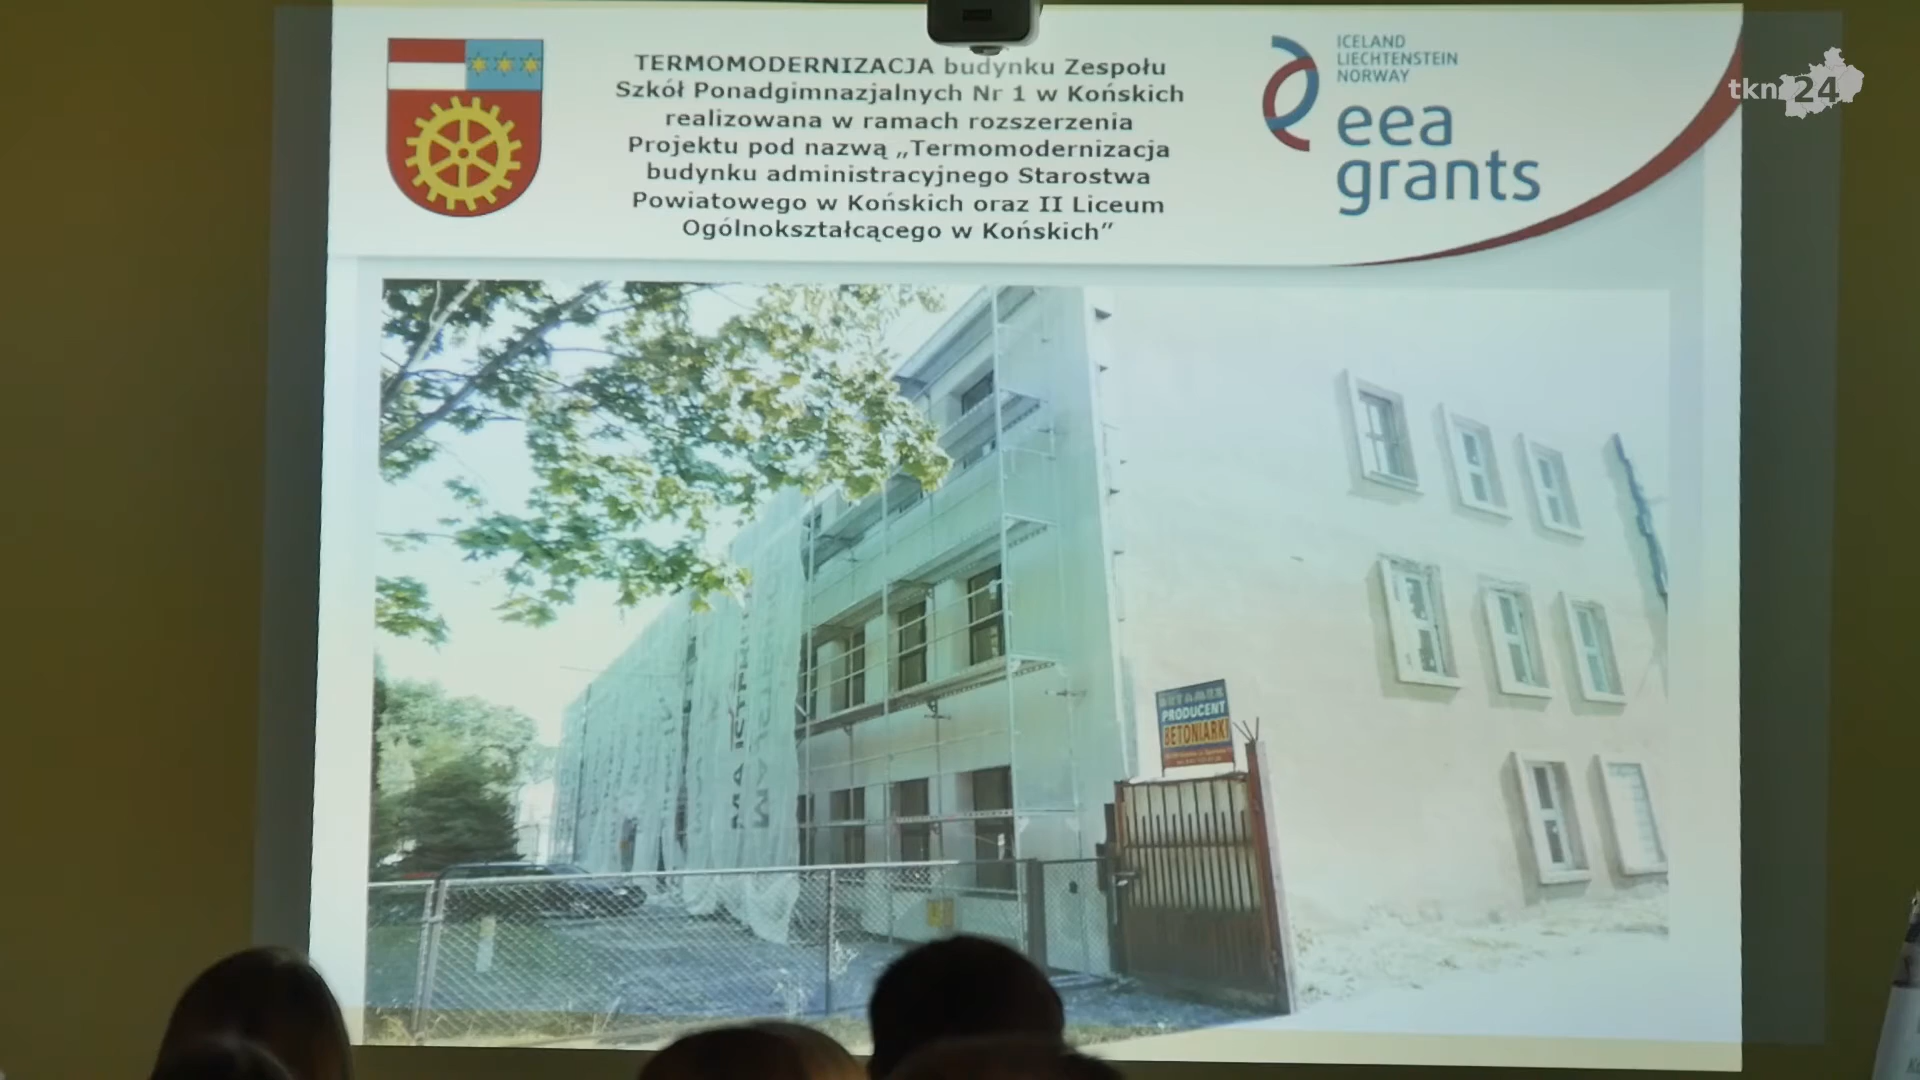 TERMOMODERNIZACJA budynku Zespołu
Szkół Ponadgimnazjalnych Nr 1 w Końskich
realizowana w ramach rozszerzenia
Projektu pod nazwą „Termomodernizacja
budynku administracyjnego Starostwa
Powiatowego w Końskich oraz II Liceum
Ogólnokształcącego w Końskich”
ICELAND
LIECHTENSTEIN
NORWAY
eea
grants
tkn24
PRODUCENT
BETONIARKI